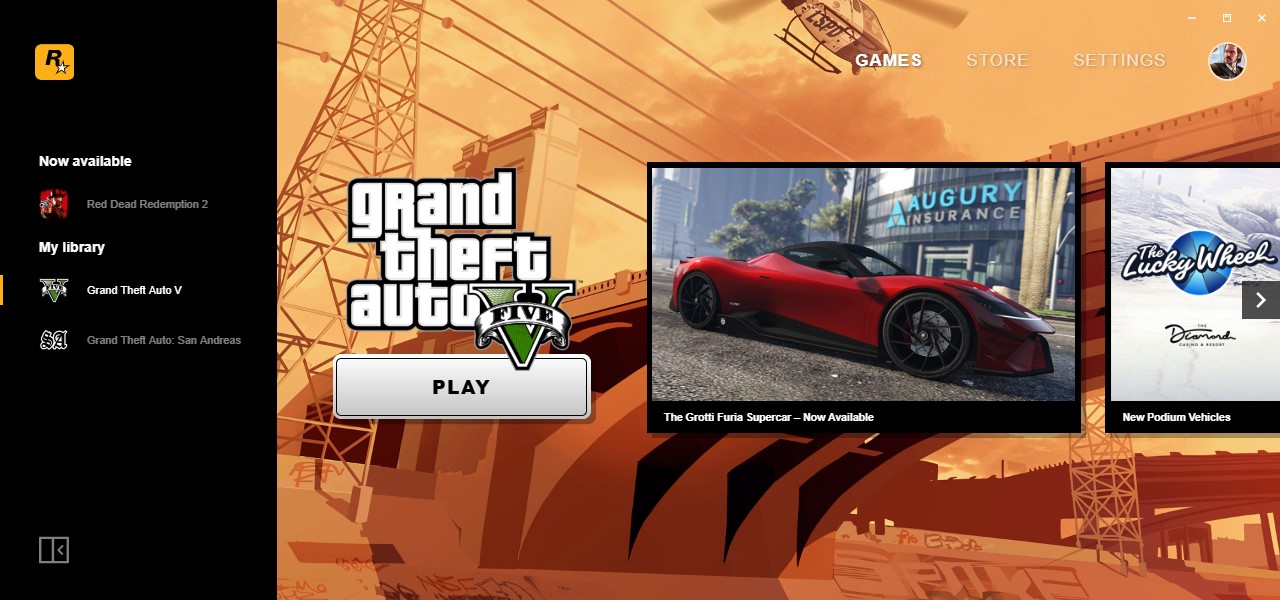 R
GAMES
STORE
SETTINGS
LSPD
Now available
Red Dead Redemption 2
My library
Grand Theft Auto V
SA
Grand Theft Auto: San Andreas
grand
theft
auto
V
FIVE
PLAY
AUGURY
INSURANCE
The Grotti Furia Supercar – Now Available
The
Lucky Wheel
THE
Diamond
CASINO & RESORT
New Podium Vehicles